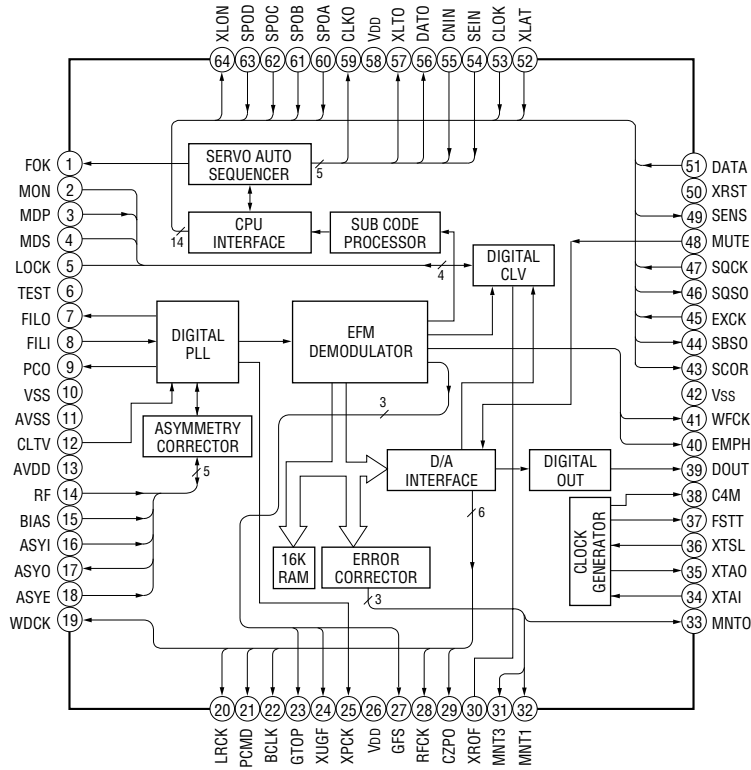 XLON
SPOD
SPOC
SPOB
SPOA
CLKO
VDD
XLTO
DATO
CNIN
SEIN
CLOK
XLAT
64
63
62
61
60
59
58
57
56
55
54
53
52
FOK 1
MON 2
MDP 3
MDS 4
LOCK 5
TEST 6
FILO 7
FILI 8
PCO 9
VSS 10
AVSS 11
CLTV 12
AVDD 13
RF 14
BIAS 15
ASYI 16
ASYO 17
ASYE 18
WDCK 19
SERVO AUTO
SEQUENCER
5
CPU
INTERFACE
14
SUB CODE
PROCESSOR
DIGITAL
CLV
4
DIGITAL
PLL
EFM
DEMODULATOR
3
ASYMMETRY
CORRECTOR
5
D/A
INTERFACE
6
DIGITAL
OUT
16K
RAM
ERROR
CORRECTOR
3
CLOCK
GENERATOR
51 DATA
50 XRST
49 SENS
48 MUTE
47 SQCK
46 SQSO
45 EXCK
44 SBSO
43 SCOR
42 VSS
41 WFCK
40 EMPH
39 DOUT
38 C4M
37 FSTT
36 XTSL
35 XTAO
34 XTAI
33 MNTO
20
21
22
23
24
25
26
27
28
29
30
31
32
LRCK
PCMD
BCLK
GTOP
XUGF
XPCK
VDD
GFS
RFCK
CZPO
XROF
MNT3
MNT1